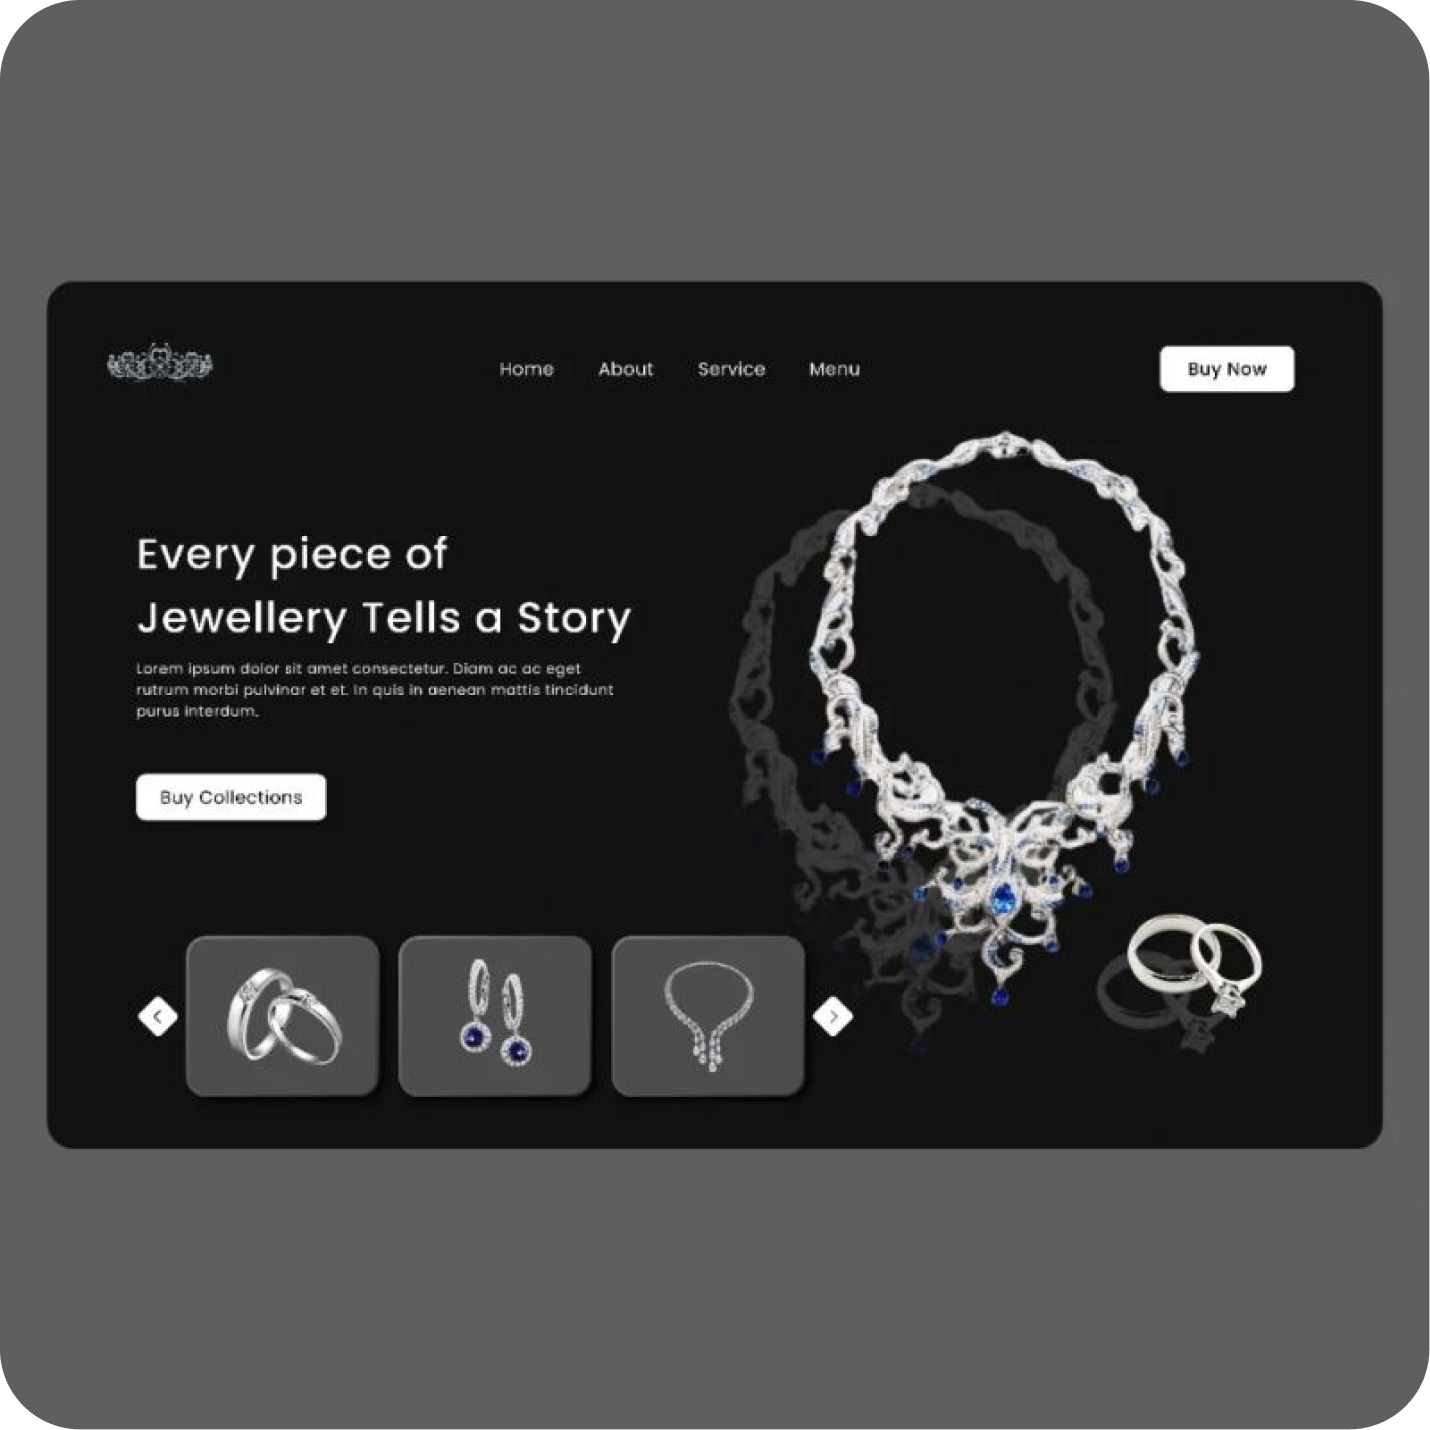 Home About Service Menu Buy Now
Every piece of
Jewellery Tells a Story
Lorem ipsum dolor sit amet consectetur. Diam ac ac eget
rutrum morbi pulvinar et et. In quis in aenean mattis tincidunt
purus interdum.
Buy Collections